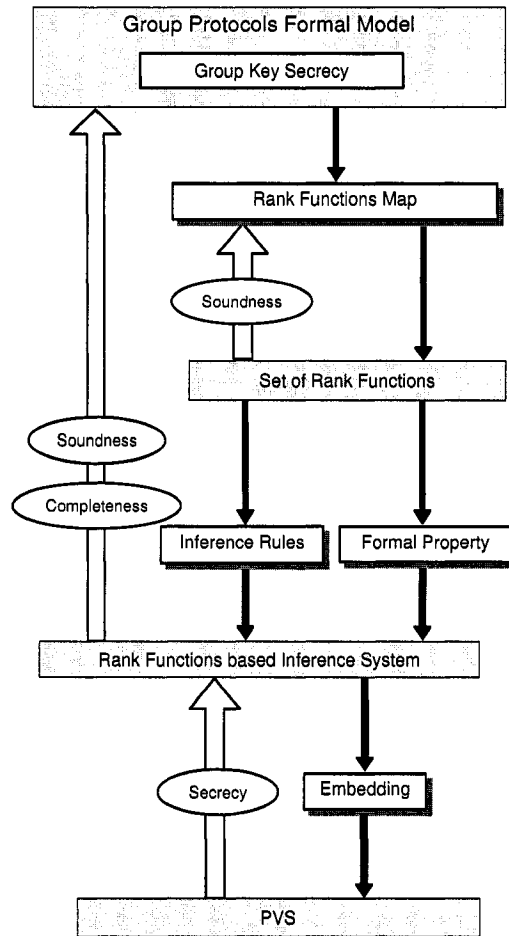 Group Protocols Formal Model
Group Key Secrecy
Rank Functions Map
Soundness
Set of Rank Functions
Soundness
Completeness
Inference Rules
Formal Property
Rank Functions based Inference System
Secrecy
Embedding
PVS